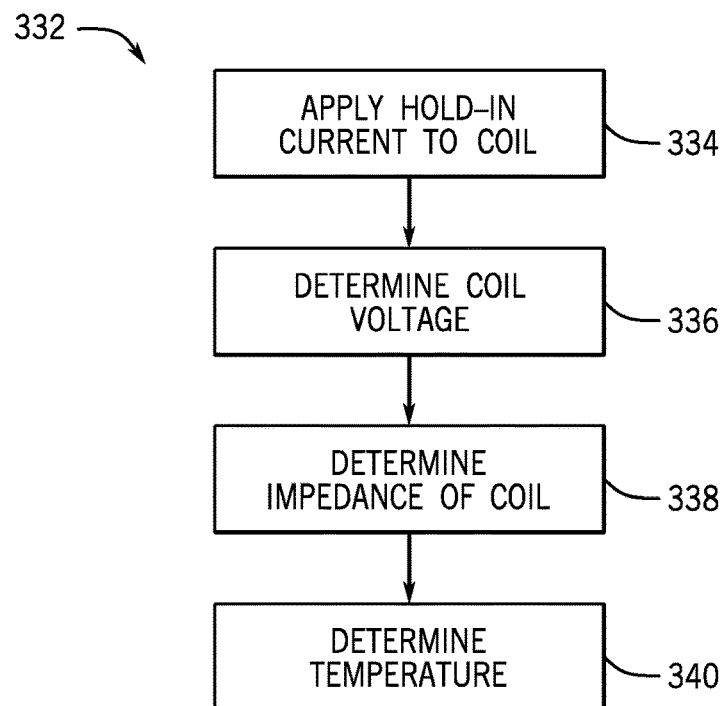 332
APPLY HOLD-IN
CURRENT TO COIL
334
DETERMINE COIL
VOLTAGE
336
DETERMINE
IMPEDANCE OF COIL
338
DETERMINE
TEMPERATURE
340